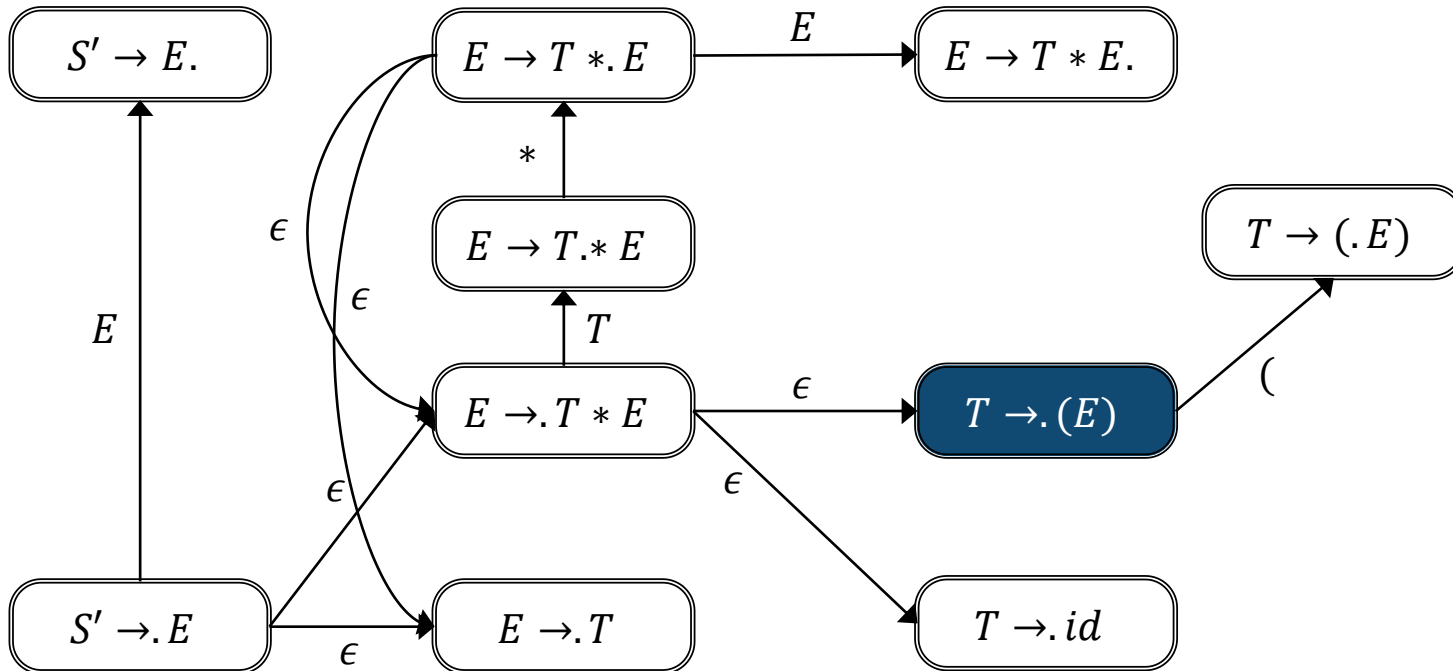 S′ → E.
E → T ∗. E
E
E → T ∗ E.
∗
ϵ
E → T.∗ E
T → (. E)
ϵ
E
T
E →. T ∗ E
ϵ
T →. (E)
(
ϵ
ϵ
S′ →. E
ϵ
E →. T
T →. id